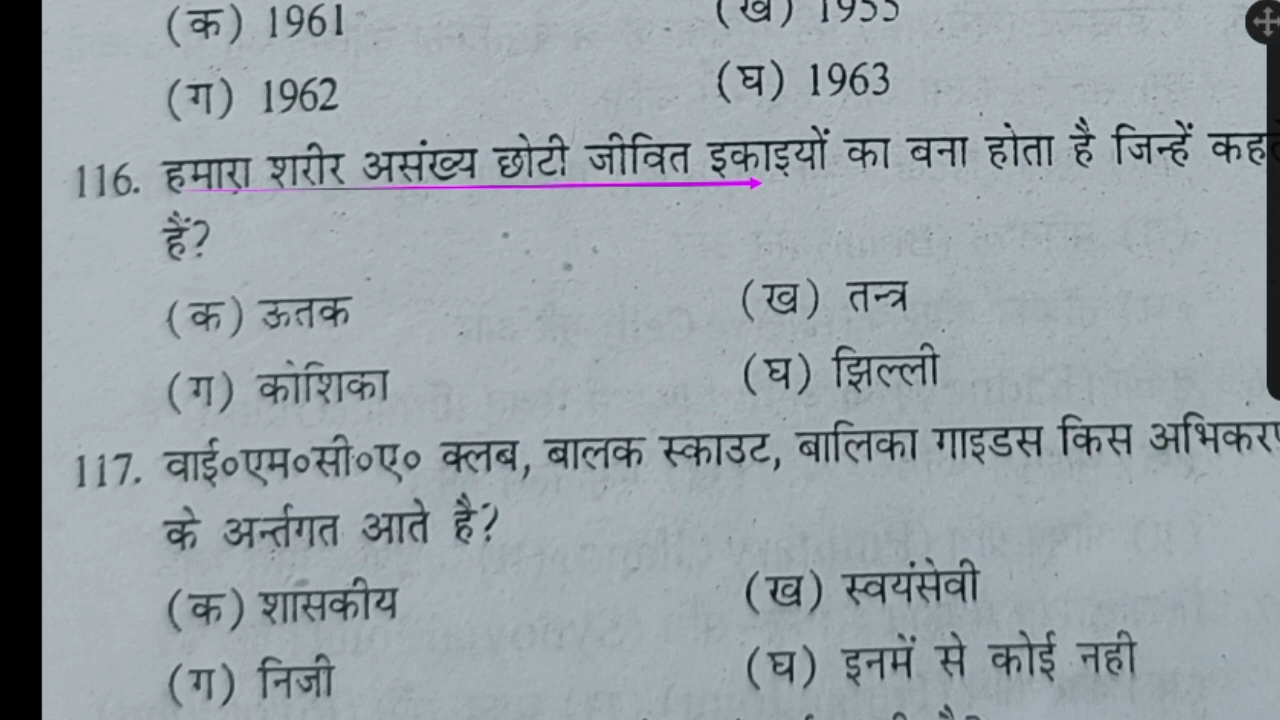 (क) 1961 (ख) 1955
(ग) 1962 (घ) 1963
116. हमारा शरीर असंख्य छोटी जीवित इकाइयों का बना होता है जिन्हें
हैं?
(क) ऊतक (ख) तन्त्र
(ग) कोशिका (घ) झिल्ली
117. वाई०एम०सी०ए० क्लब, बालक स्काउट, बालिका गाइडस किस
के अर्न्तगत आते है?
(क) शासकीय (ख) स्वयंसेवी
(ग) निजी (घ) इनमें से कोई नही